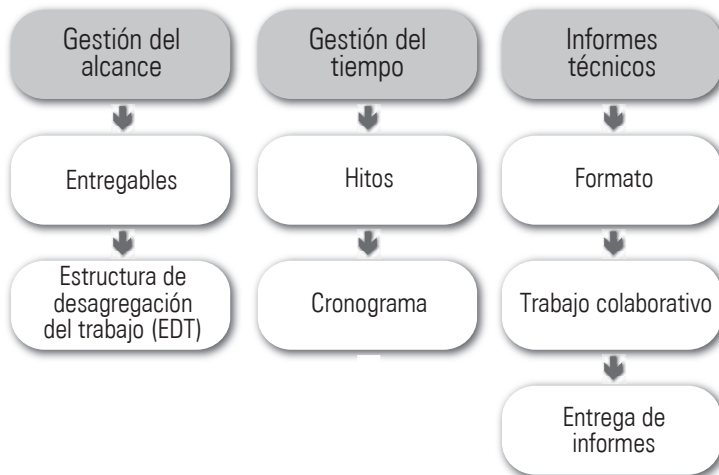 Gestión del
alcance
Gestión del
tiempo
Informes
técnicos
Entregables
Hitos
Formato
Estructura de
desagregación
del trabajo (EDT)
Cronograma
Trabajo colaborativo
Entrega de
informes